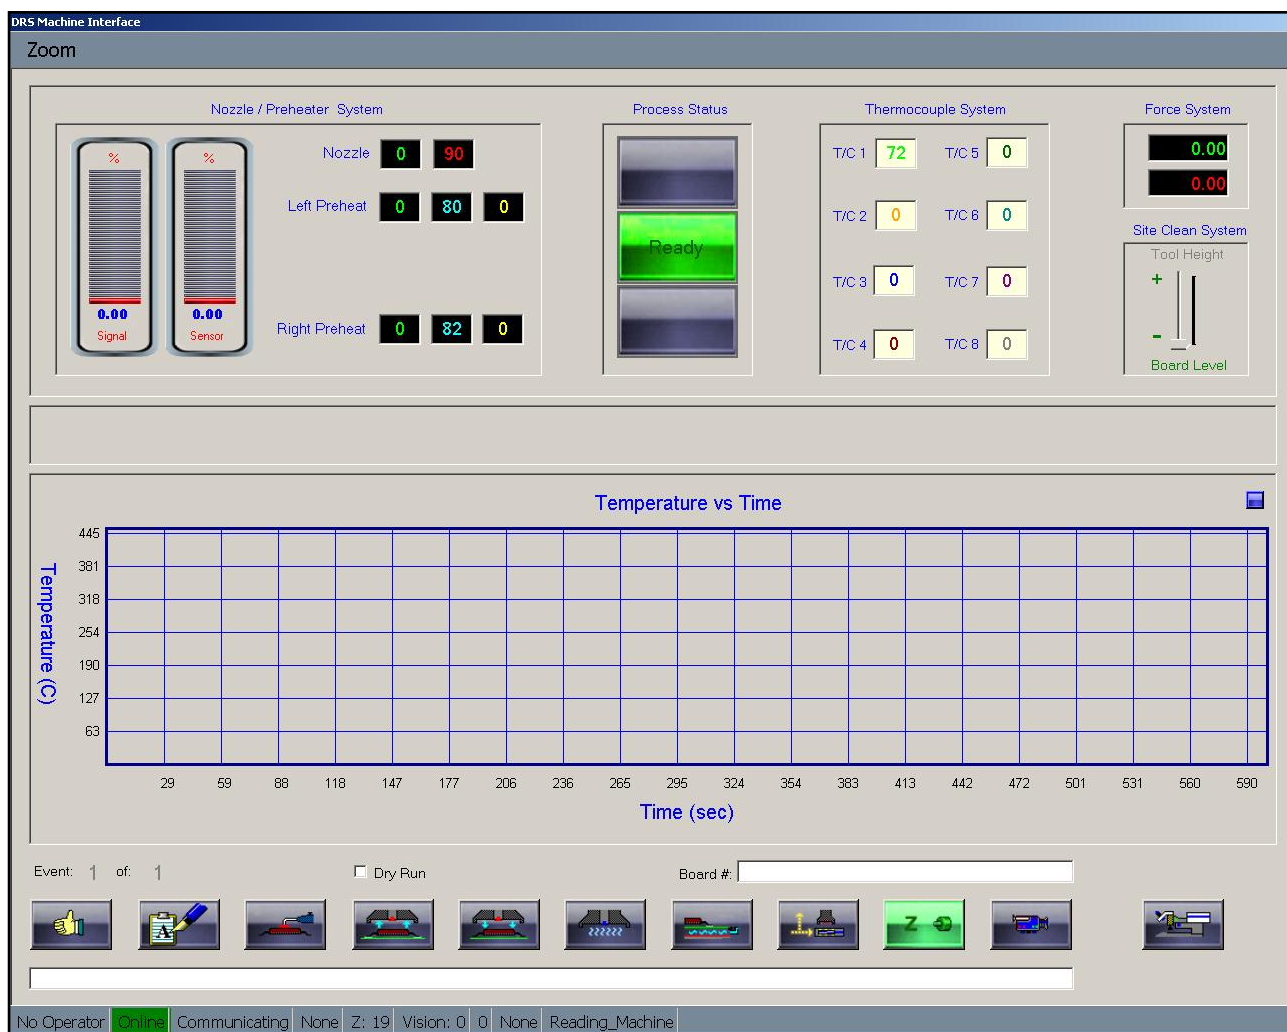 DRS Machine Interface
Zoom
Nozzle / Preheater System
%
%
0.00
0.00
Signal
Sensor
Nozzle 0 90
Left Preheat 0 80 0
Right Preheat 0 82 0
Process Status
Ready
Thermocouple System
T/C 1 72 T/C 5 0
T/C 2 0 T/C 6 0
T/C 3 0 T/C 7 0
T/C 4 0 T/C 8 0
Force System
0.00
0.00
Site Clean System
Tool Height
+
-
Board Level
Temperature vs Time
Temperature (C)
445
381
318
254
190
127
63
29 59 88 118 147 177 206 236 265 295 324 354 383 413 442 472 501 531 560 590
Time (sec)
Event: 1 of: 1 Dry Run Board #:
A
Z
No Operator Online Communicating None Z: 19 Vision: 0 0 None Reading_Machine